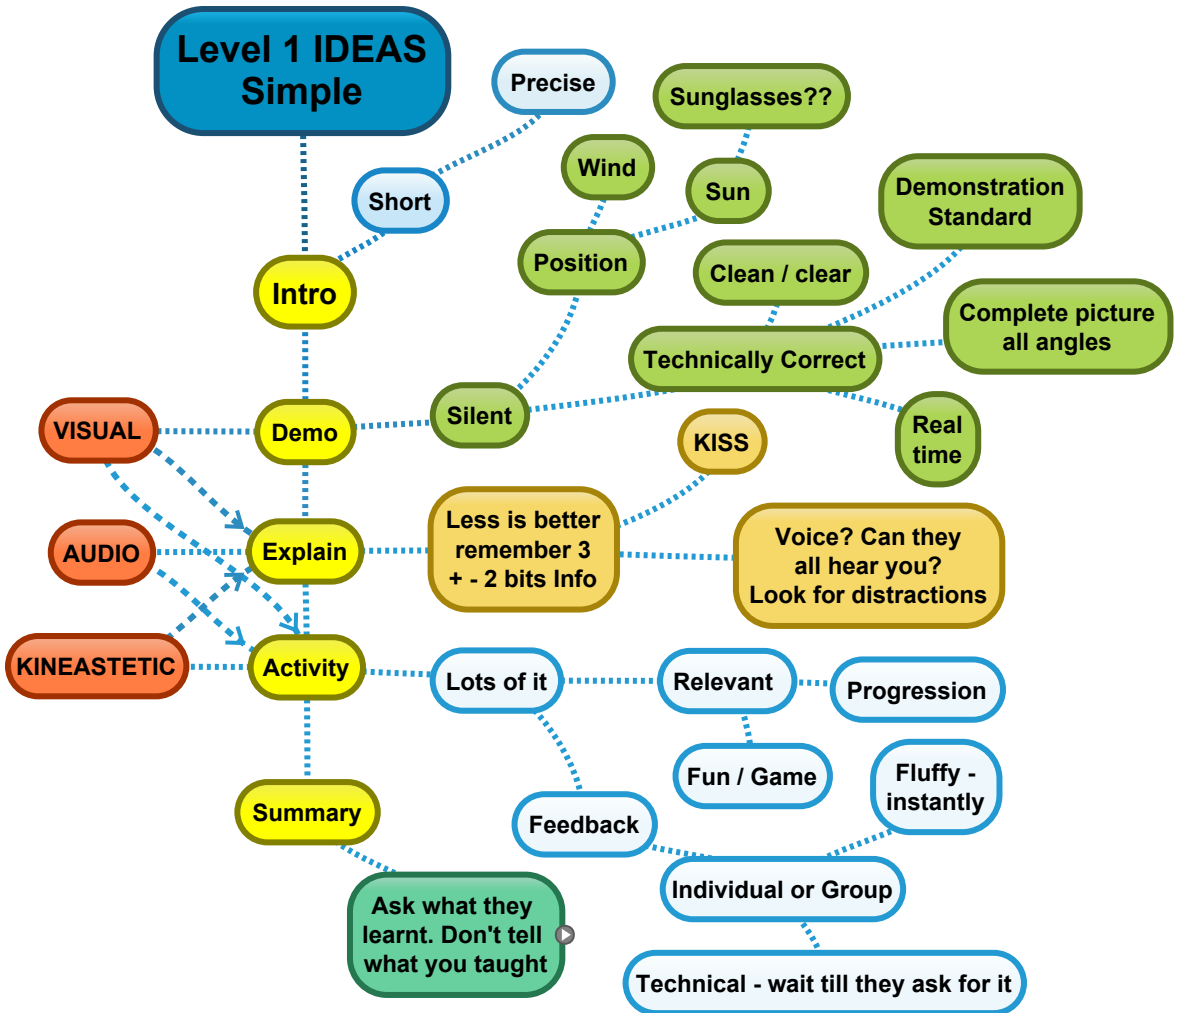 Level 1 IDEAS
Simple
Precise
Sunglasses??
Wind
Sun
Short
Demonstration
Standard
Position
Clean / clear
Intro
Complete picture
all angles
Technically Correct
Silent
VISUAL
Demo
Real
time
KISS
Less is better
remember 3
+ - 2 bits Info
Voice? Can they
all hear you?
Look for distractions
AUDIO
Explain
KINEASTETIC
Activity
Lots of it
Relevant
Progression
Fun / Game
Fluffy -
instantly
Summary
Feedback
Individual or Group
Ask what they
learnt. Don't tell
what you taught
Technical - wait till they ask for it